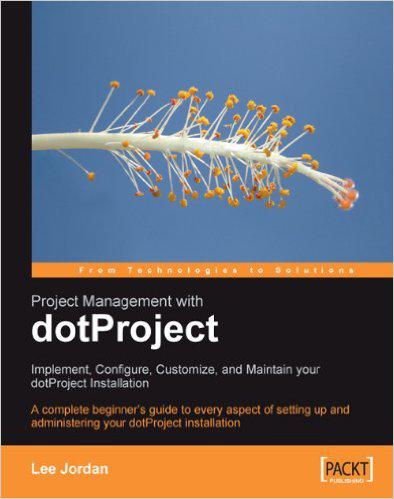 From Technologies to Solutions
Project Management with
dotProject
Implement, Configure, Customize, and Maintain your
dotProject Installation
A complete beginner's guide to every aspect of setting up and
administering your dotProject installation
Lee Jordan
PACKT
PUBLISHING